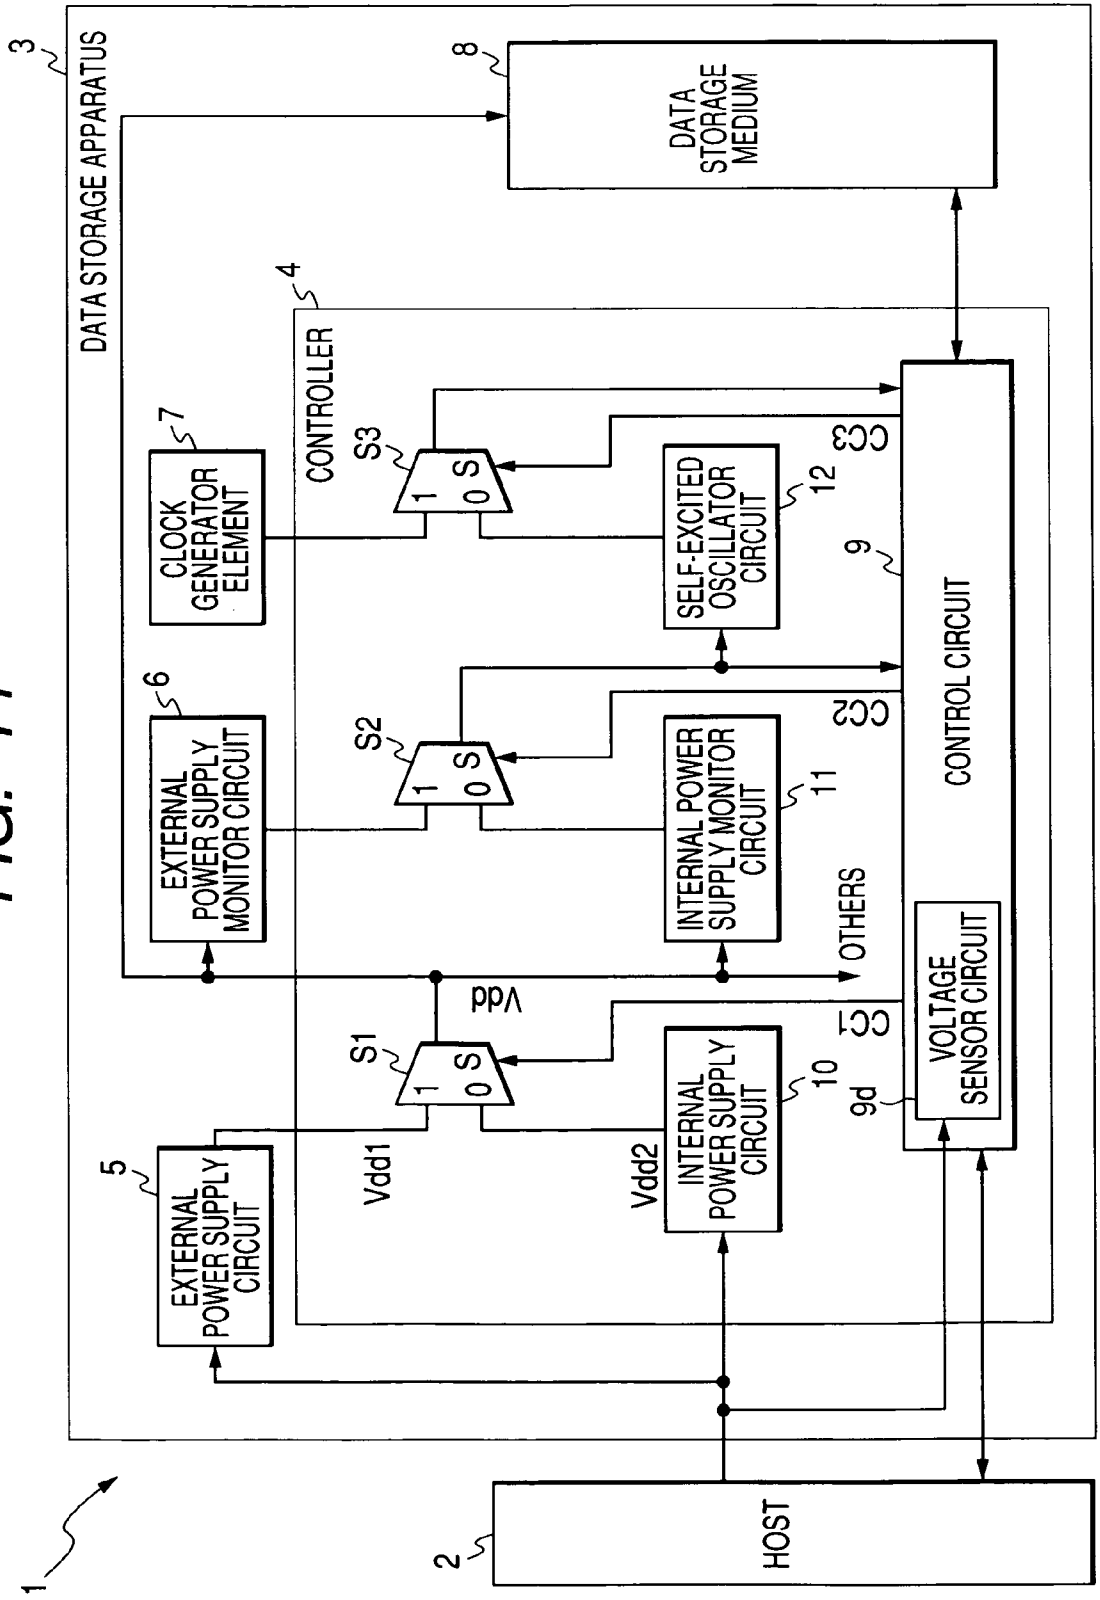 1
2
HOST
3
DATA STORAGE APPARATUS
5
EXTERNAL
POWER SUPPLY
CIRCUIT
6
EXTERNAL
POWER SUPPLY
MONITOR CIRCUIT
7
CLOCK
GENERATOR
ELEMENT
4
CONTROLLER
Vdd1
S1
1
0
S
Vdd
S2
1
0
S
S3
1
0
S
Vdd2
INTERNAL
POWER SUPPLY
CIRCUIT
10
INTERNAL POWER
SUPPLY MONITOR
CIRCUIT
11
SELF-EXCITED
OSCILLATOR
CIRCUIT
12
CC1
OTHERS
CC2
CC3
9d
VOLTAGE
SENSOR CIRCUIT
CONTROL CIRCUIT
9
8
DATA
STORAGE
MEDIUM